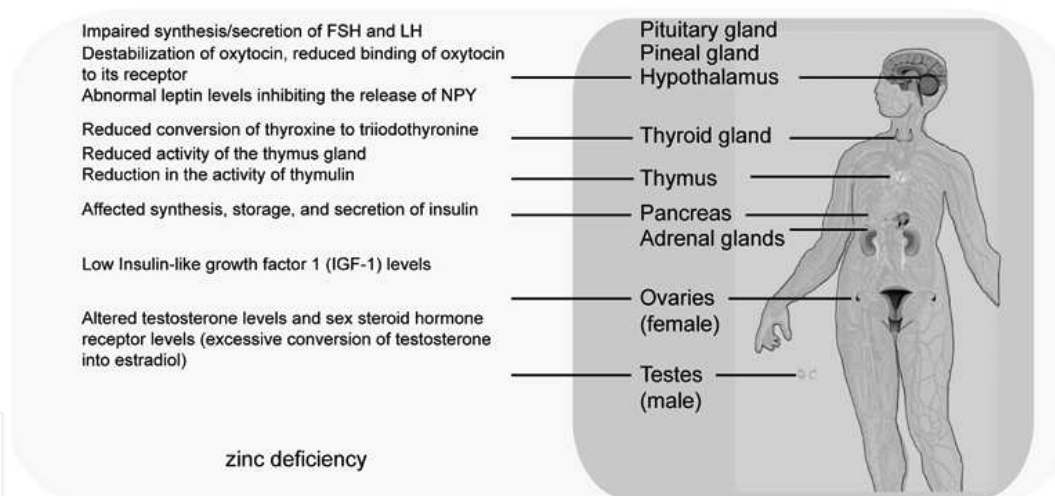 Impaired synthesis/secretion of FSH and LH
Destabilization of oxytocin, reduced binding of oxytocin
to its receptor
Abnormal leptin levels inhibiting the release of NPY
Reduced conversion of thyroxine to triiodothyronine
Reduced activity of the thymus gland
Reduction in the activity of thymulin
Affected synthesis, storage, and secretion of insulin
Low Insulin-like growth factor 1 (IGF-1) levels
Altered testosterone levels and sex steroid hormone
receptor levels (excessive conversion of testosterone
into estradiol)
zinc deficiency
Pituitary gland
Pineal gland
Hypothalamus
Thyroid gland
Thymus
Pancreas
Adrenal glands
Ovaries
(female)
Testes
(male)